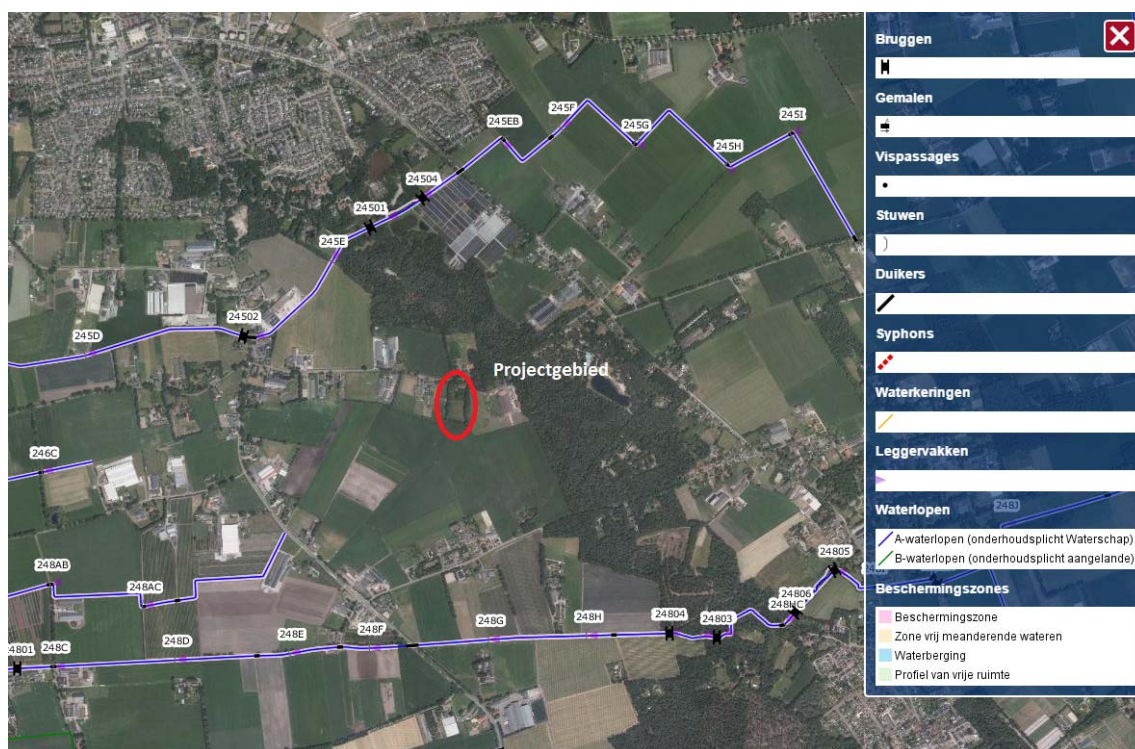 245F
245EB
245G
245I
245H
24504
24501
245E
24502
245D
Projectgebied
246C
248AB
248AC
24805
24806
248HC
24804
24803
248H
248G
248F
248E
248D
248C
24801
248J
Bruggen
Gemalen
Vispassages
Stuwen
Duikers
Syphons
Waterkeringen
Leggervakken
Waterlopen
A-waterlopen (onderhoudsplicht Waterschap)
B-waterlopen (onderhoudsplicht aangelande)
Beschermingszones
Beschermingszone
Zone vrij meanderende wateren
Waterberging
Profiel van vrije ruimte